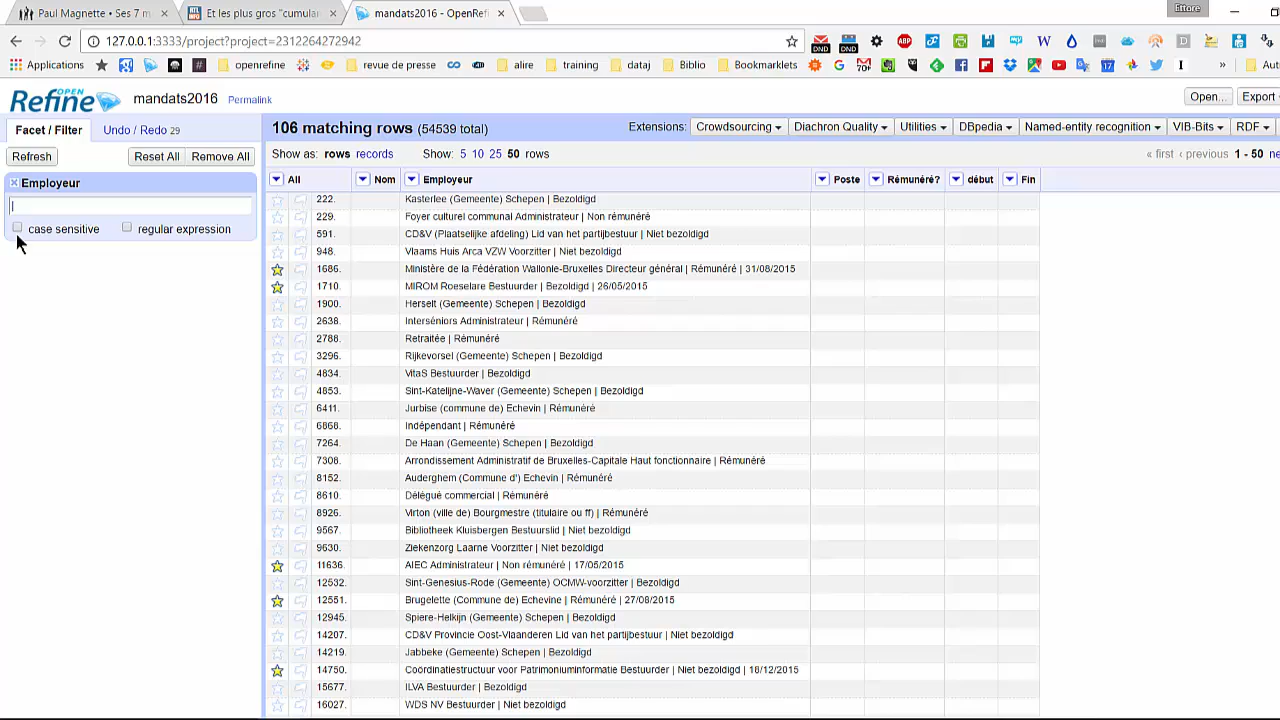 Ettore
Paul Magnette • Ses 7 m
Et les plus gros "cumular
mandats2016 - OpenRefi
127.0.0.1:3333/project?project=2312264272942
Applications openrefine revue de presse alire training dataj Biblio Bookmarklets » Aut
OPEN Refine mandats2016 Permalink Open... Export
Facet / Filter Undo / Redo 29
106 matching rows (54539 total) Extensions: Crowdsourcing Diachron Quality Utilities DBpedia Named-entity recognition VIB-Bits RDF
Refresh Reset All Remove All
Show as: rows records Show: 5 10 25 50 rows « first ‹ previous 1 - 50 ne
Employeur
|
case sensitive regular expression
All Nom Employeur Poste Rémunéré? début Fin
222. Kasterlee (Gemeente) Schepen | Bezoldigd
229. Foyer culturel communal Administrateur | Non rémunéré
591. CD&V (Plaatselijke afdeling) Lid van het partijbestuur | Niet bezoldigd
948. Vlaams Huis Arca VZW Voorzitter | Niet bezoldigd
1686. Ministère de la Fédération Wallonie-Bruxelles Directeur général | Rémunéré | 31/08/2015
1710. MIROM Roeselare Bestuurder | Bezoldigd | 26/05/2015
1900. Herselt (Gemeente) Schepen | Bezoldigd
2638. Interséniors Administrateur | Rémunéré
2788. Retraitée | Rémunéré
3296. Rijkevorsel (Gemeente) Schepen | Bezoldigd
4834. VitaS Bestuurder | Bezoldigd
4853. Sint-Katelijne-Waver (Gemeente) Schepen | Bezoldigd
6411. Jurbise (commune de) Echevin | Rémunéré
6868. Indépendant | Rémunéré
7264. De Haan (Gemeente) Schepen | Bezoldigd
7306. Arrondissement Administratif de Bruxelles-Capitale Haut fonctionnaire | Rémunéré
8152. Auderghem (Commune d') Echevin | Rémunéré
8610. Délégué commercial | Rémunéré
8926. Virton (ville de) Bourgmestre (titulaire ou ff) | Rémunéré
9567. Bibliotheek Kluisbergen Bestuurslid | Niet bezoldigd
9630. Ziekenzorg Laarne Voorzitter | Niet bezoldigd
11636. AIEC Administrateur | Non rémunéré | 17/05/2015
12532. Sint-Genesius-Rode (Gemeente) OCMW-voorzitter | Bezoldigd
12551. Brugelette (Commune de) Echevine | Rémunéré | 27/08/2015
12945. Spiere-Helkijn (Gemeente) Schepen | Bezoldigd
14207. CD&V Provincie Oost-Vlaanderen Lid van het partijbestuur | Niet bezoldigd
14219. Jabbeke (Gemeente) Schepen | Bezoldigd
14750. Coördinatiestructuur voor Patrimoniuminformatie Bestuurder | Niet bezoldigd | 18/12/2015
15677. ILVA Bestuurder | Bezoldigd
16027. WDS NV Bestuurder | Niet bezoldigd